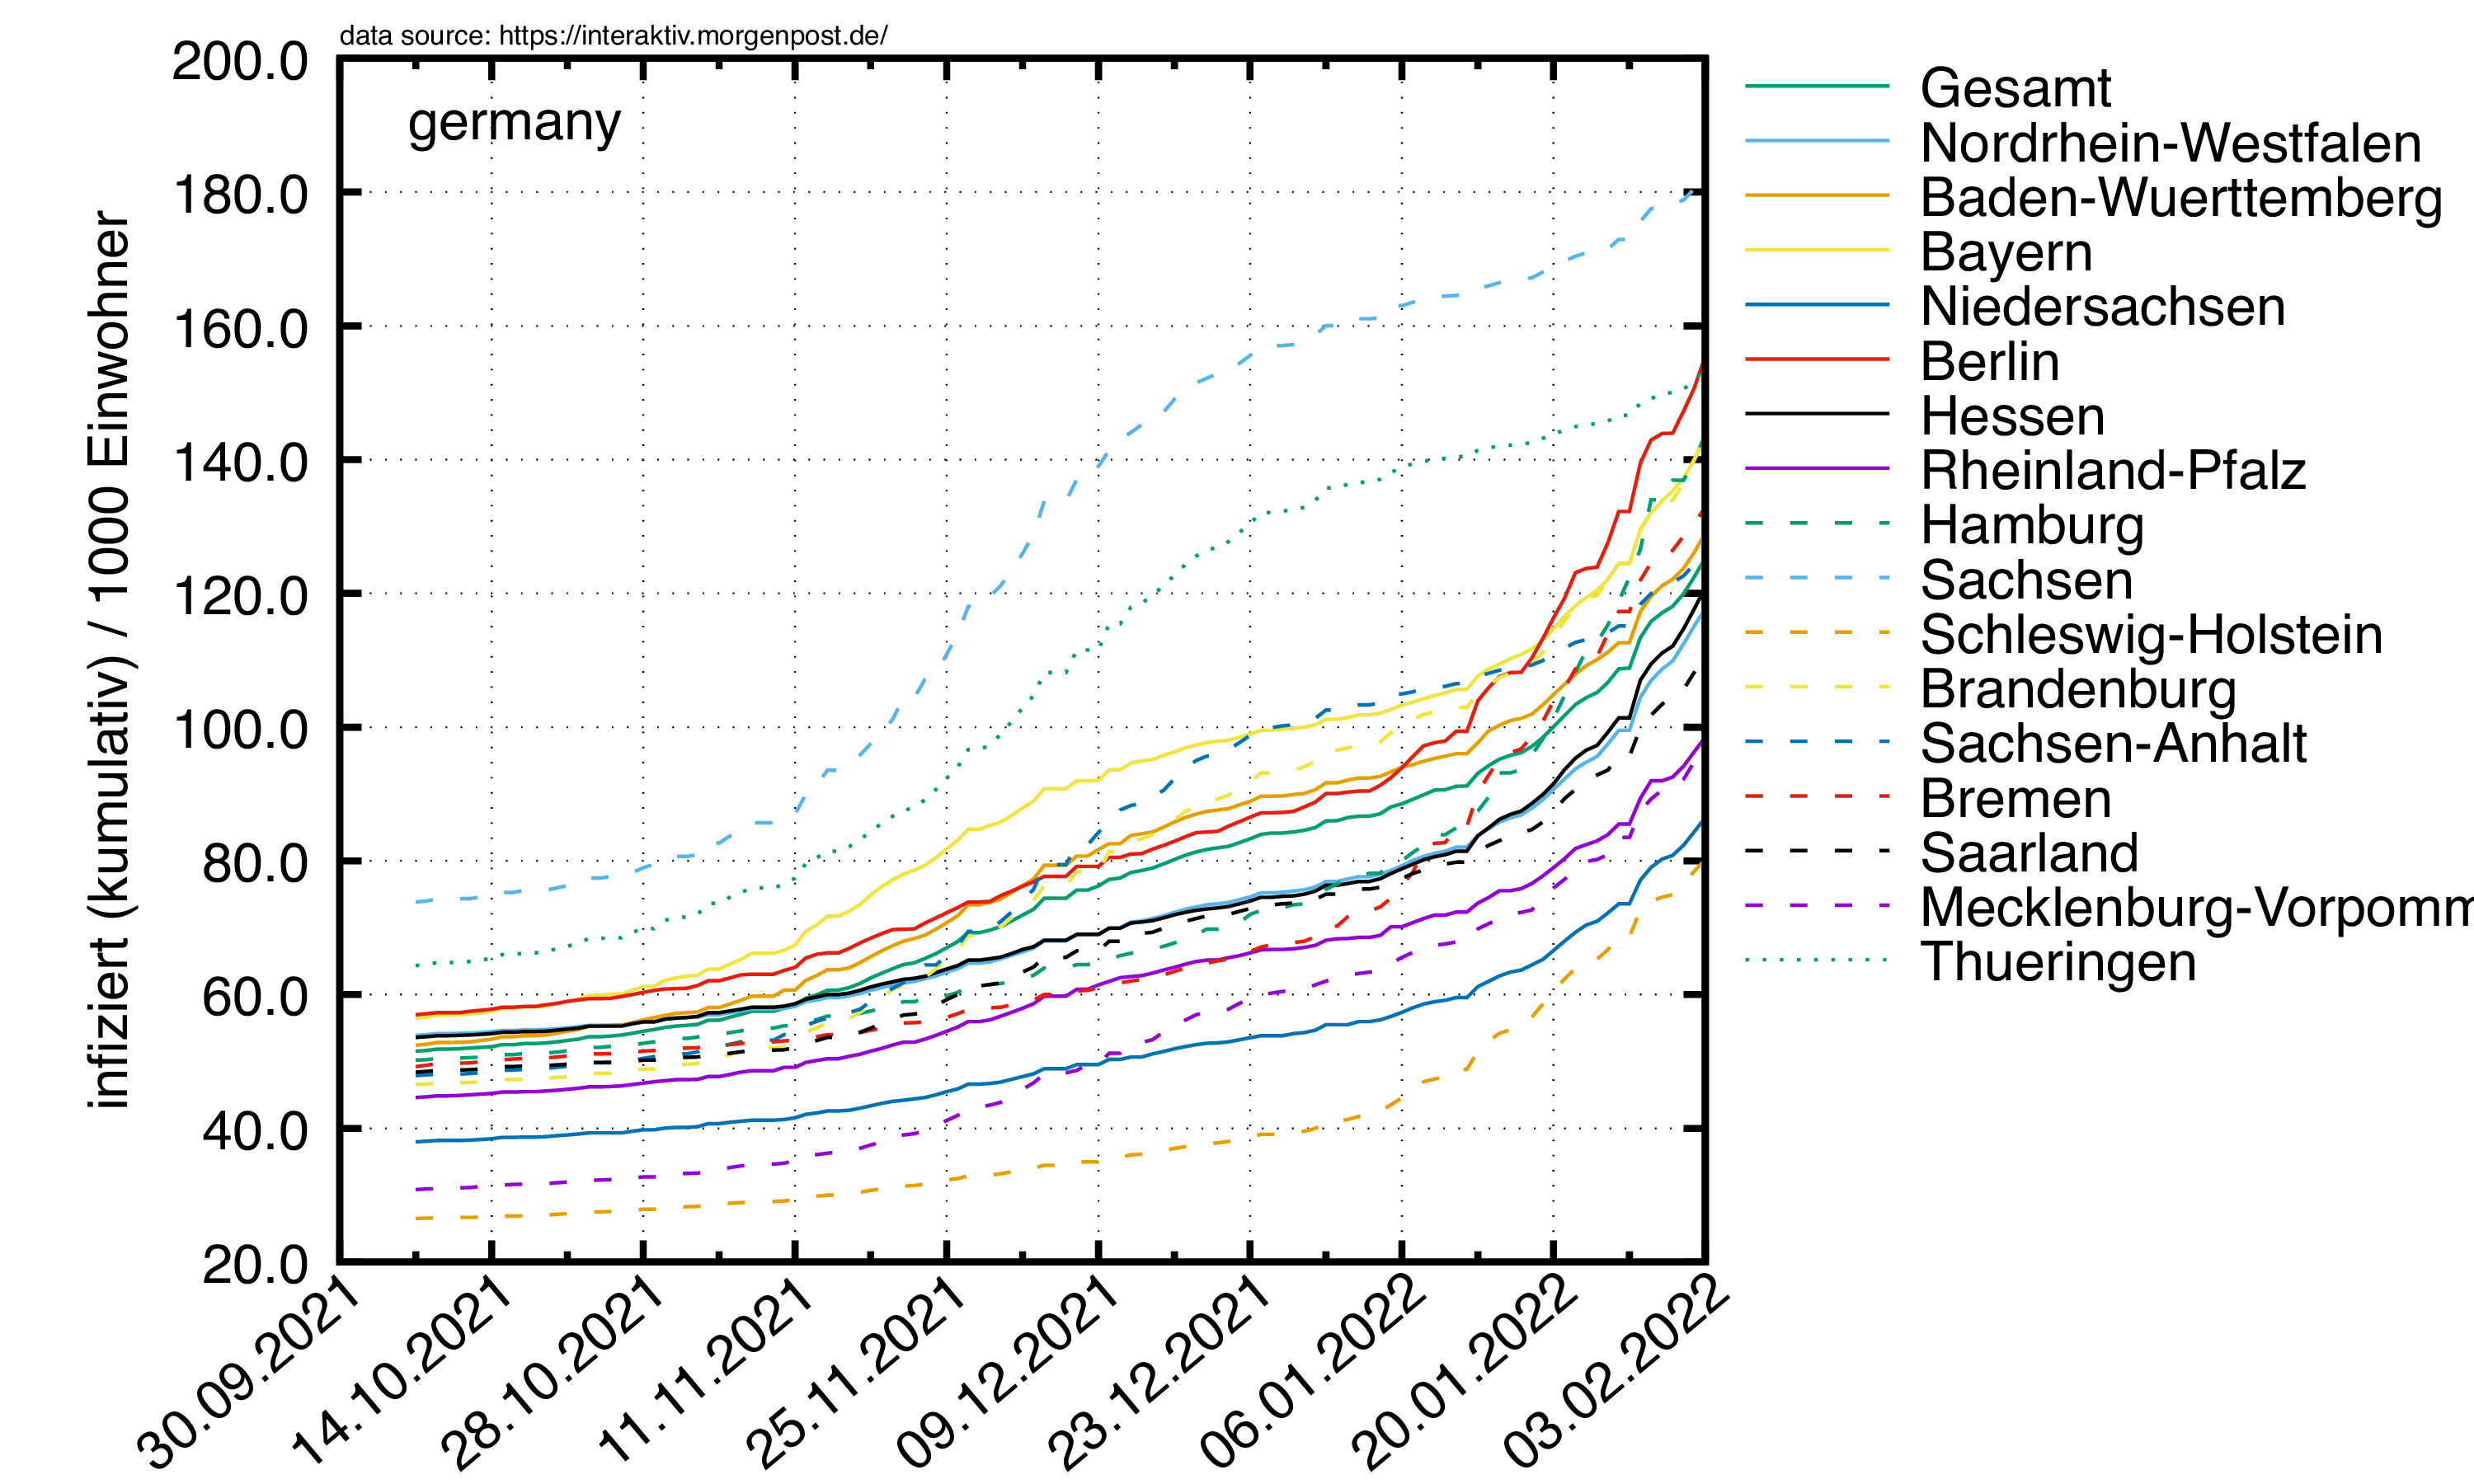 data source: https://interaktiv.morgenpost.de/
germany
infiziert (kumulativ) / 1000 Einwohner
200.0
180.0
160.0
140.0
120.0
100.0
80.0
60.0
40.0
20.0
30.09.2021
14.10.2021
28.10.2021
11.11.2021
25.11.2021
09.12.2021
23.12.2021
06.01.2022
20.01.2022
03.02.2022
Gesamt
Nordrhein-Westfalen
Baden-Wuerttemberg
Bayern
Niedersachsen
Berlin
Hessen
Rheinland-Pfalz
Hamburg
Sachsen
Schleswig-Holstein
Brandenburg
Sachsen-Anhalt
Bremen
Saarland
Mecklenburg-Vorpomm
Thueringen